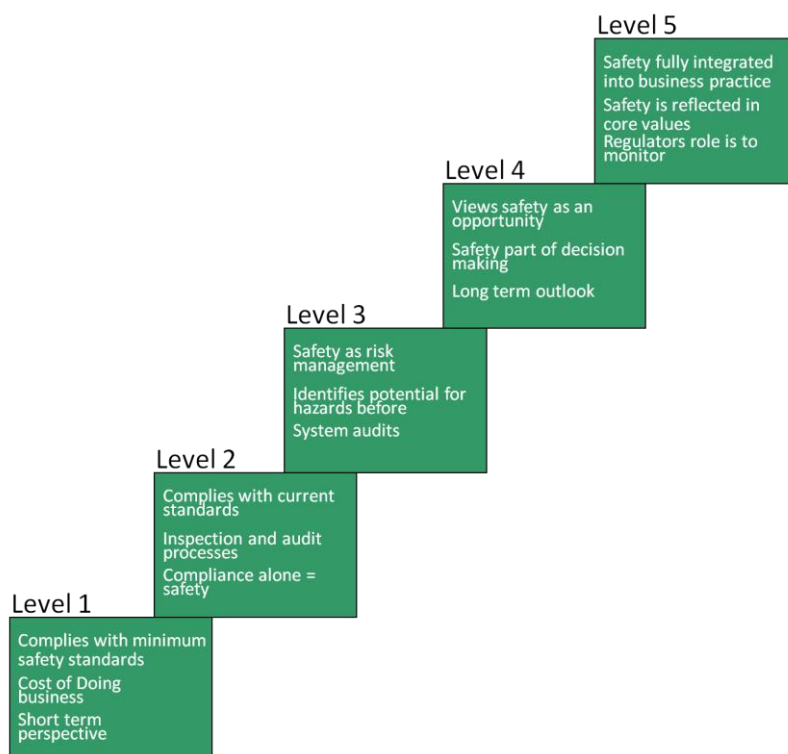 Level 5
Safety fully integrated
into business practice
Safety is reflected in
core values
Regulators role is to
monitor
Level 4
Views safety as an
opportunity
Safety part of decision
making
Long term outlook
Level 3
Safety as risk
management
Identifies potential for
hazards before
System audits
Level 2
Complies with current
standards
Inspection and audit
processes
Compliance alone =
safety
Level 1
Complies with minimum
safety standards
Cost of Doing
business
Short term
perspective